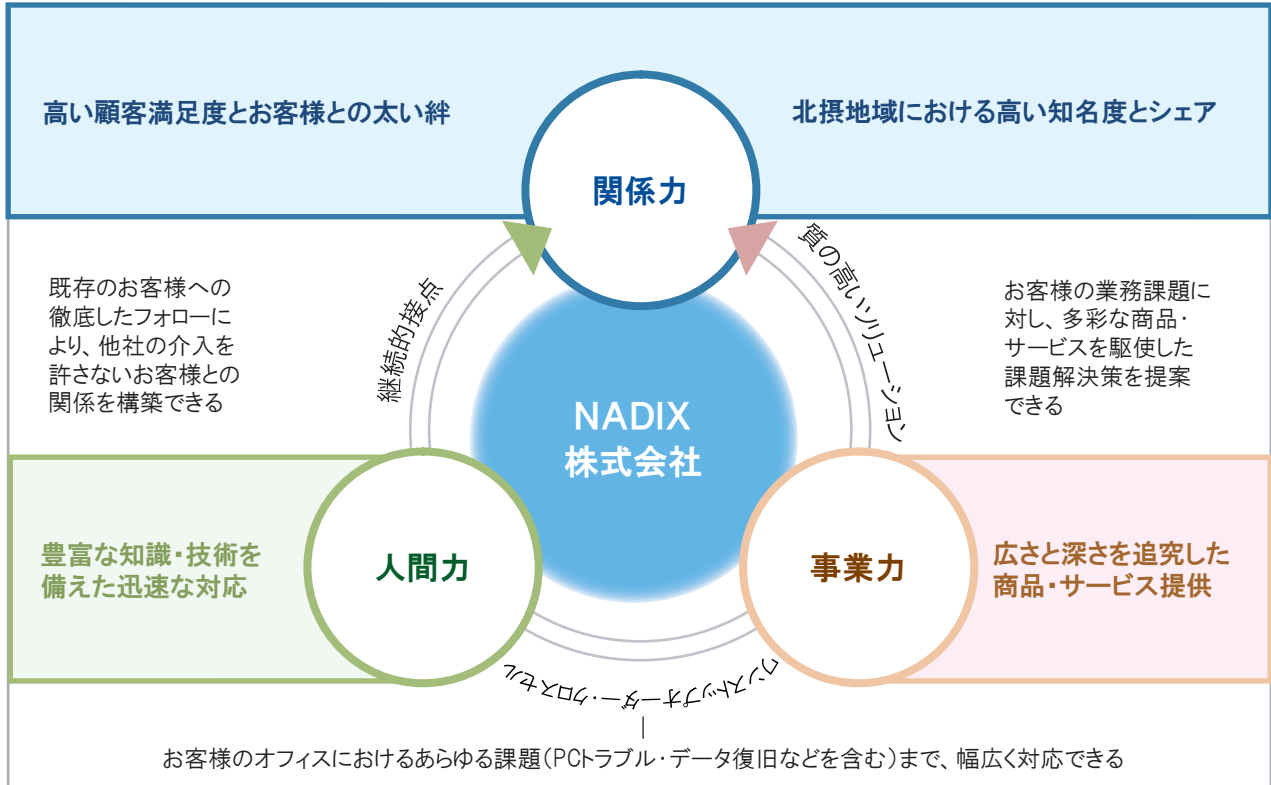 高い顧客満足度とお客様との太い絆
北摂地域における高い知名度とシェア
関係力
既存のお客様への
徹底したフォローに
より、他社の介入を
許さないお客様との
関係を構築できる
継続的接点
質の高いソリューション
お客様の業務課題に
対し、多彩な商品・
サービスを駆使した
課題解決策を提案
できる
NADIX
株式会社
豊富な知識・技術を
備えた迅速な対応
人間力
事業力
広さと深さを追究した
商品・サービス提供
ワンストップオーダー・クロスセル
お客様のオフィスにおけるあらゆる課題(PCトラブル・データ復旧などを含む)まで、幅広く対応できる